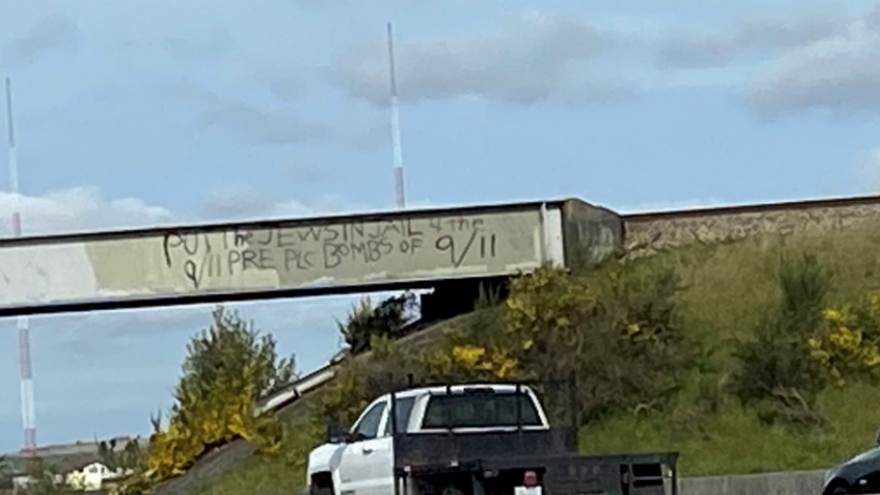 PUT The JEWS IN JAIL 4 the
9/11 PRE PLC BOMBS OF 9/11